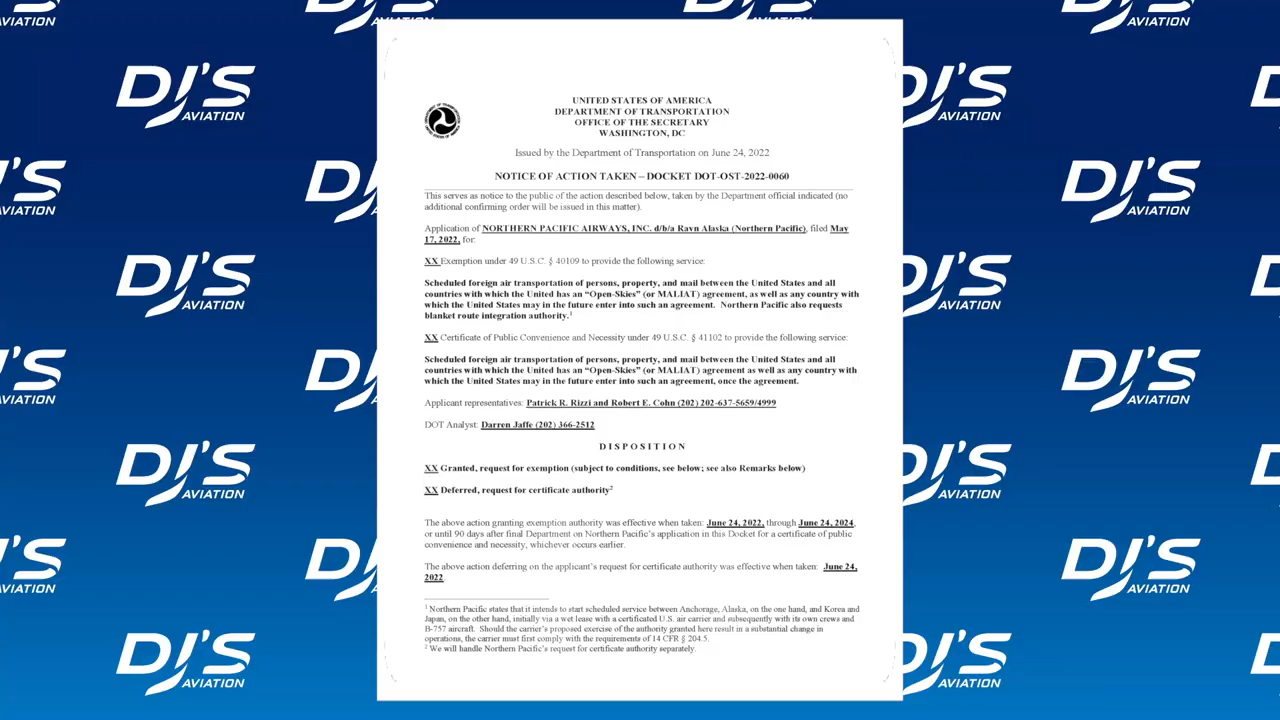 DJ'S
AVIATION
UNITED STATES OF AMERICA
DEPARTMENT OF TRANSPORTATION
OFFICE OF THE SECRETARY
WASHINGTON, DC
Issued by the Department of Transportation on June 24, 2022
NOTICE OF ACTION TAKEN – DOCKET DOT-OST-2022-0060
This serves as notice to the public of the action described below, taken by the Department official indicated (no
additional confirming order will be issued in this matter).
Application of NORTHERN PACIFIC AIRWAYS, INC. d/b/a Ravn Alaska (Northern Pacific), filed May
17, 2022, for:
XX Exemption under 49 U.S.C. § 40109 to provide the following service:
Scheduled foreign air transportation of persons, property, and mail between the United States and all
countries with which the United has an “Open-Skies” (or MALIAT) agreement, as well as any country with
which the United States may in the future enter into such an agreement. Northern Pacific also requests
blanket route integration authority.1
XX Certificate of Public Convenience and Necessity under 49 U.S.C. § 41102 to provide the following service:
Scheduled foreign air transportation of persons, property, and mail between the United States and all
countries with which the United has an “Open-Skies” (or MALIAT) agreement as well as any country with
which the United States may in the future enter into such an agreement, once the agreement.
Applicant representatives: Patrick R. Rizzi and Robert E. Cohn (202) 202-637-5659/4999
DOT Analyst: Darren Jaffe (202) 366-2512
DISPOSITION
XX Granted, request for exemption (subject to conditions, see below; see also Remarks below)
XX Deferred, request for certificate authority2
The above action granting exemption authority was effective when taken: June 24, 2022, through June 24, 2024,
or until 90 days after final Department on Northern Pacific's application in this Docket for a certificate of public
convenience and necessity, whichever occurs earlier.
The above action deferring on the applicant's request for certificate authority was effective when taken: June 24,
2022.
1 Northern Pacific states that it intends to start scheduled service between Anchorage, Alaska, on the one hand, and Korea and
Japan, on the other hand, initially via a wet lease with a certificated U.S. air carrier and subsequently with its own crews and
B-757 aircraft. Should the carrier's proposed exercise of the authority granted here result in a substantial change in
operations, the carrier must first comply with the requirements of 14 CFR § 204.5.
2 We will handle Northern Pacific's request for certificate authority separately.